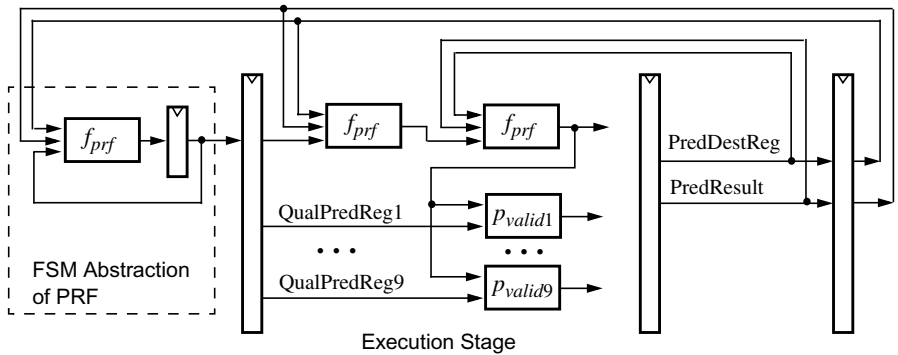 f_prf
f_prf
f_prf
PredDestReg
PredResult
QualPredReg1
p_valid1
• • •
• • •
FSM Abstraction
of PRF
QualPredReg9
p_valid9
Execution Stage